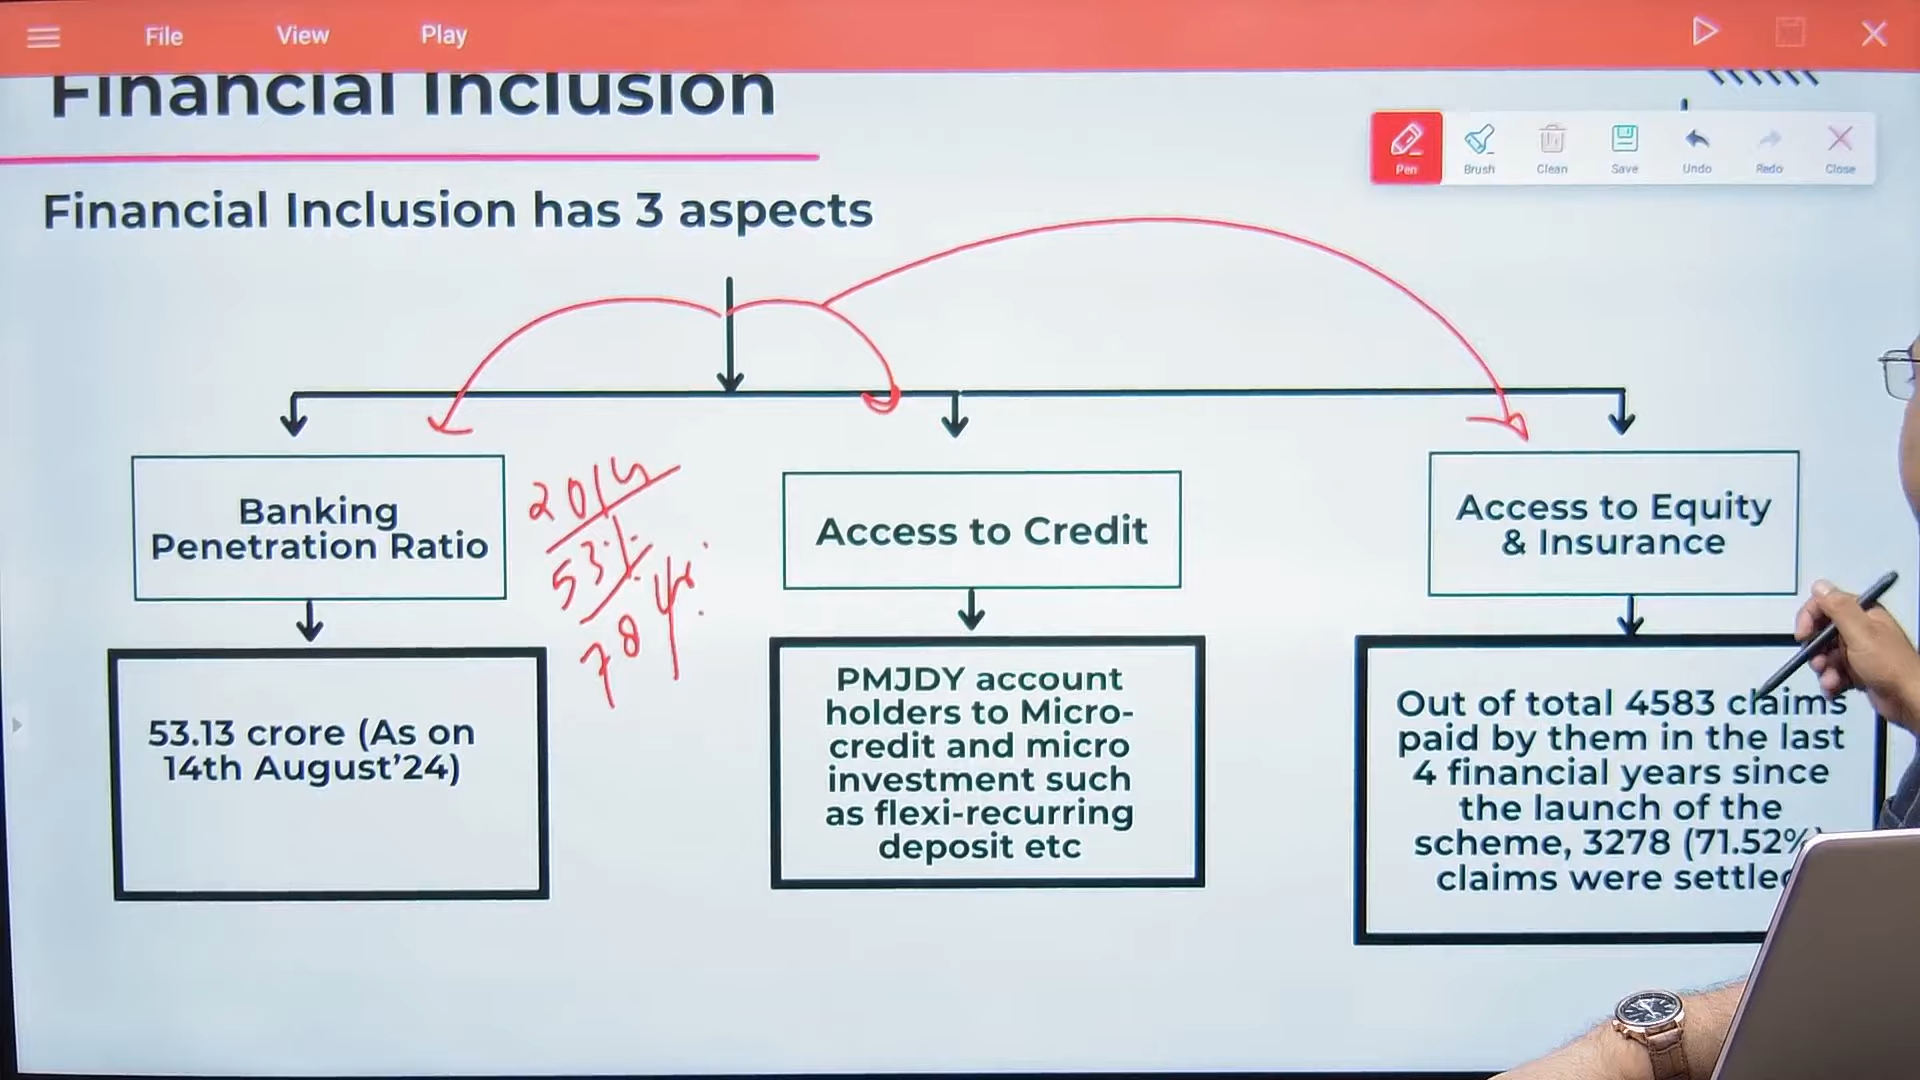 File View Play
Financial Inclusion
Pen Brush Clean Save Undo Redo Close
Financial Inclusion has 3 aspects
Banking
Penetration Ratio
2014
53%
78 yr.
Access to Credit
Access to Equity
& Insurance
53.13 crore (As on
14th August'24)
PMJDY account
holders to Micro-
credit and micro
investment such
as flexi-recurring
deposit etc
Out of total 4583 claims
paid by them in the last
4 financial years since
the launch of the
scheme, 3278 (71.52%)
claims were settled